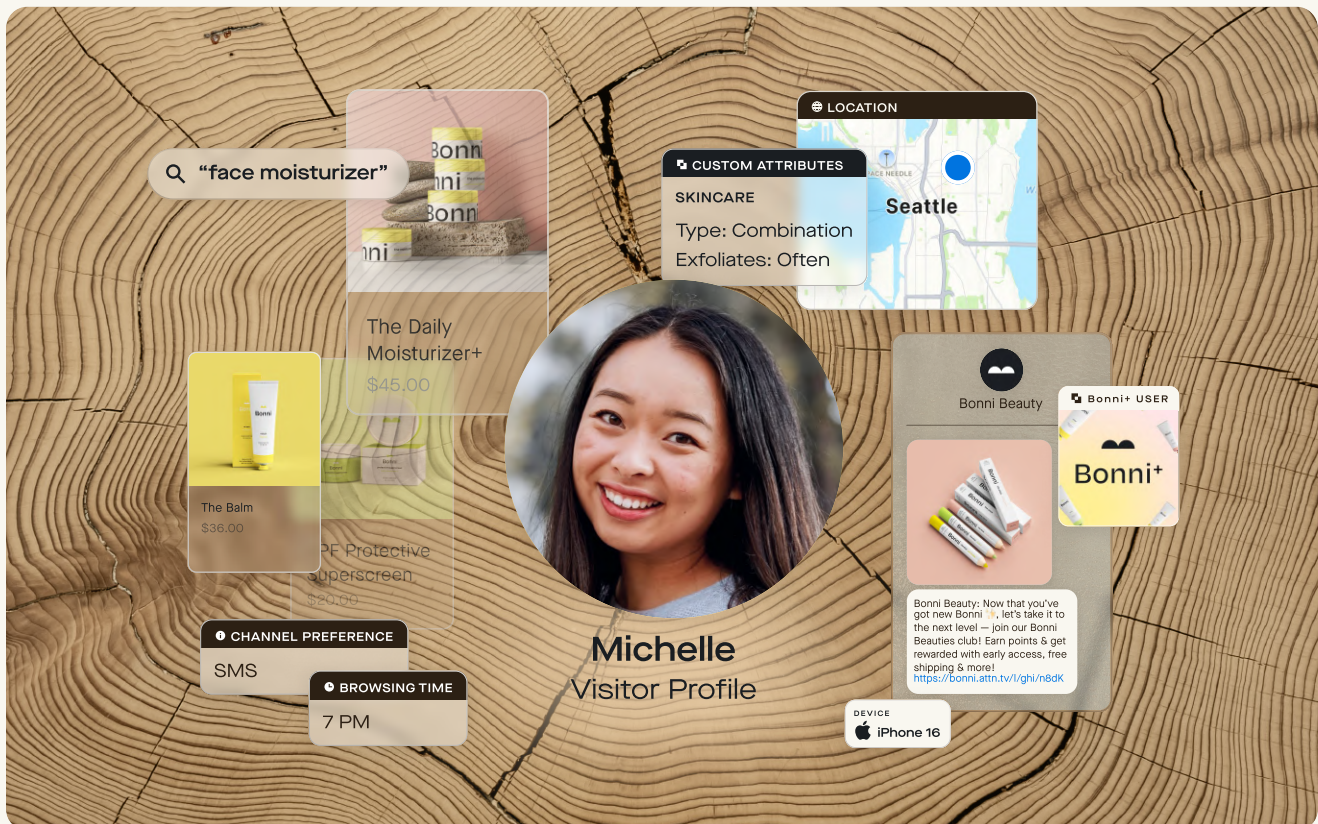 “face moisturizer”
Bonni
nni
Bonni
nni
The Daily
Moisturizer+
$45.00
Bonni
The Balm
$36.00
PF Protective
Superscreen
$20.00
CHANNEL PREFERENCE
SMS
BROWSING TIME
7 PM
LOCATION
CUSTOM ATTRIBUTES
SKINCARE
Type: Combination
Exfoliates: Often
PACE NEEDLE
Seattle
W
Michelle
Visitor Profile
Bonni Beauty
Bonni+ USER
Bonni+
Bonni Beauty: Now that you’ve
got new Bonni ✨, let’s take it to
the next level — join our Bonni
Beauties club! Earn points & get
rewarded with early access, free
shipping & more!
https://bonni.attn.tv/l/ghi/n8dK
DEVICE
iPhone 16